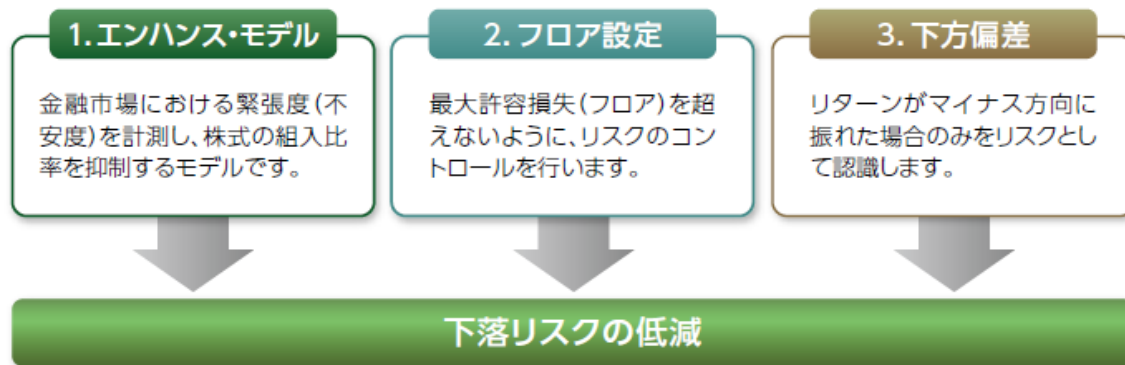 1.エンハンス・モデル
金融市場における緊張度(不
安度)を計測し、株式の組入比
率を抑制するモデルです。
2.フロア設定
最大許容損失(フロア)を超
えないように、リスクのコント
ロールを行います。
3.下方偏差
リターンがマイナス方向に
振れた場合のみをリスクとし
て認識します。
下落リスクの低減